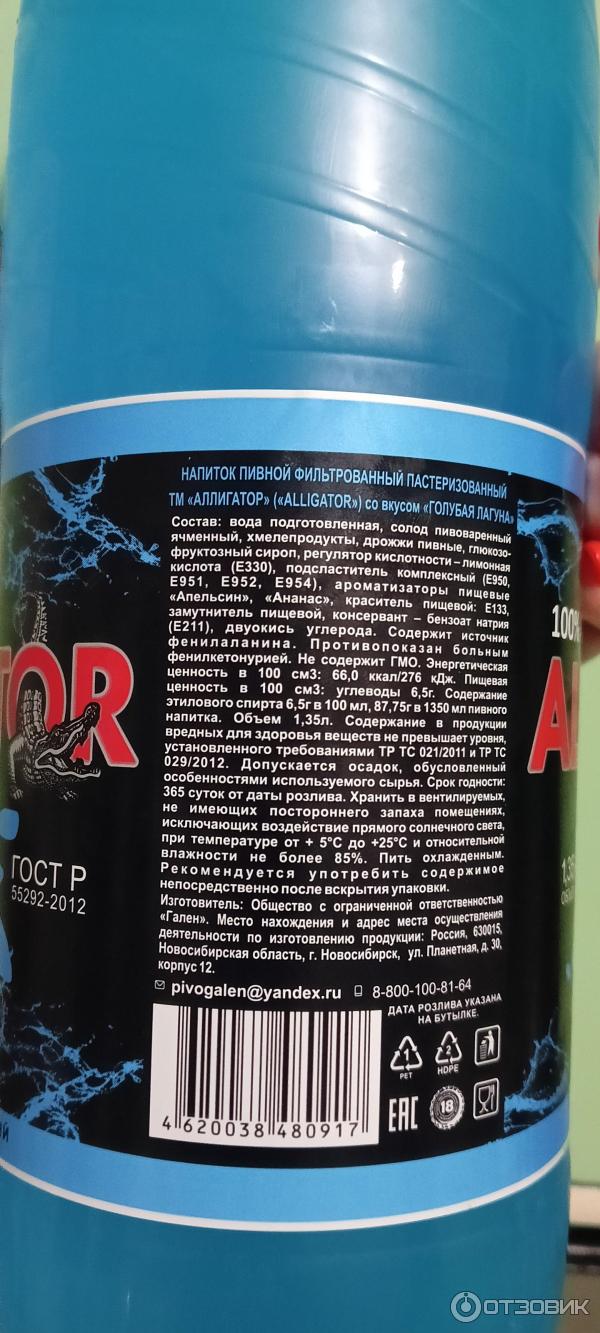 НАПИТОК ПИВНОЙ ФИЛЬТРОВАННЫЙ ПАСТЕРИЗОВАННЫЙ
ТМ «АЛЛИГАТОР» («ALLIGATOR») со вкусом «ГОЛУБАЯ ЛАГУНА»
Состав: вода подготовленная, солод пивоваренный
ячменный, хмелепродукты, дрожжи пивные, глюкозо-
фруктозный сироп, регулятор кислотности – лимонная
кислота (Е330), подсластитель комплексный (Е950,
Е951, Е952, Е954), ароматизаторы пищевые
«Апельсин», «Ананас», краситель пищевой: Е133,
замутнитель пищевой, консервант – бензоат натрия
(Е211), двуокись углерода. Содержит источник
фенилаланина. Противопоказан больным
фенилкетонурией. Не содержит ГМО. Энергетическая
ценность в 100 см3: 66,0 ккал/276 кДж. Пищевая
ценность в 100 см3: углеводы 6,5г. Содержание
этилового спирта 6,5г в 100 мл, 87,75г в 1350 мл пивного
напитка. Объем 1,35л. Содержание в продукции
вредных для здоровья веществ не превышает уровня,
установленного требованиями ТР ТС 021/2011 и ТР ТС
029/2012. Допускается осадок, обусловленный
особенностями используемого сырья. Срок годности:
365 суток от даты розлива. Хранить в вентилируемых,
не имеющих постороннего запаха помещениях,
исключающих воздействие прямого солнечного света,
при температуре от + 5°С до +25°С и относительной
влажности не более 85%. Пить охлажденным.
Рекомендуется употребить содержимое
непосредственно после вскрытия упаковки.
Изготовитель: Общество с ограниченной ответственностью
«Гален». Место нахождения и адрес места осуществления
деятельности по изготовлению продукции: Россия, 630015,
Новосибирская область, г. Новосибирск, ул. Планетная, д. 30,
корпус 12.
pivogalen@yandex.ru 8-800-100-81-64
ДАТА РОЗЛИВА УКАЗАНА
НА БУТЫЛКЕ.
1 PET
2 HDPE
EAC
18
4 620038 480917
TOR
ГОСТ Р
55292-2012
100%
ОТЗОВИК